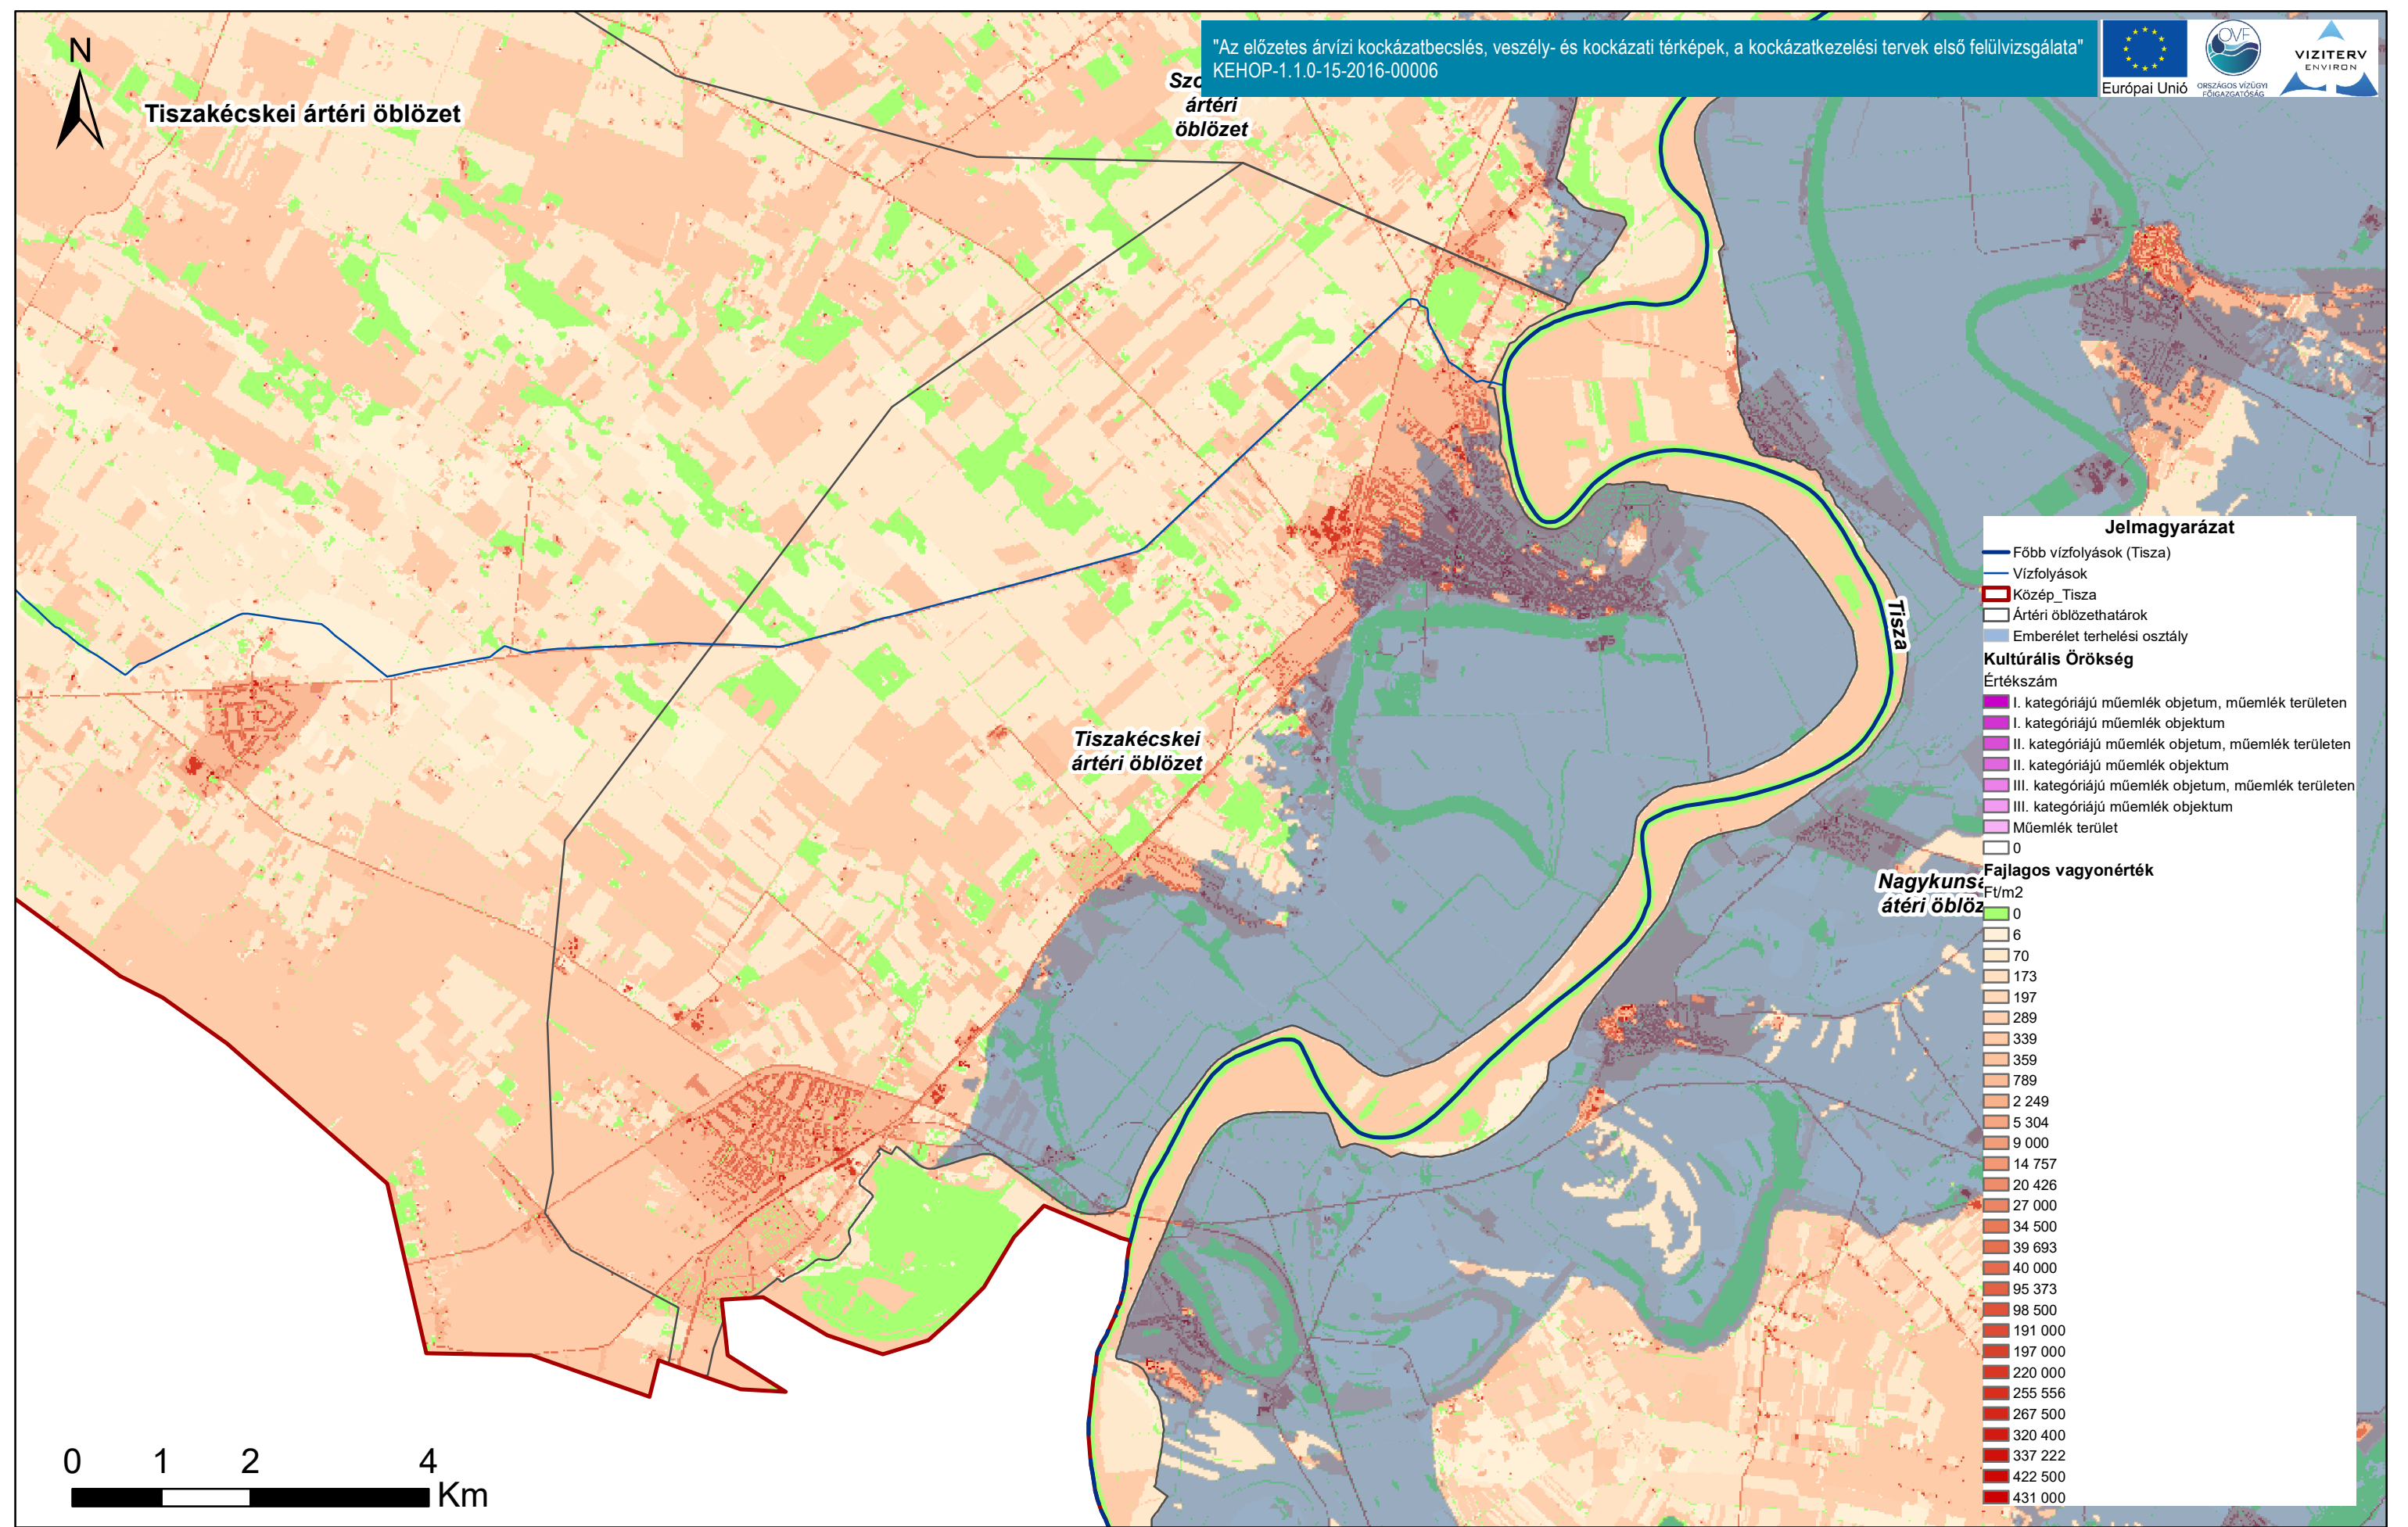 "Az előzetes árvízi kockázatbecslés, veszély- és kockázati térképek, a kockázatkezelési tervek első felülvizsgálata"
KEHOP-1.1.0-15-2016-00006
Európai Unió
OVF
ORSZÁGOS VÍZÜGYI
FŐIGAZGATÓSÁG
VIZITERV
ENVIRON
N
Tiszakécskei ártéri öblözet
ártéri
öblözet
Tisza
Tiszakécskei
ártéri öblözet
átéri
Jelmagyarázat
Főbb vízfolyások (Tisza)
Vízfolyások
Közép_Tisza
Ártéri öblözethatárok
Emberélet terhelési osztály
Kultúrális Örökség
Értékszám
I. kategóriájú műemlék objetum, műemlék területen
I. kategóriájú műemlék objektum
II. kategóriájú műemlék objetum, műemlék területen
II. kategóriájú műemlék objektum
III. kategóriájú műemlék objetum, műemlék területen
III. kategóriájú műemlék objektum
Műemlék terület
0
Fajlagos vagyonérték
Ft/m2
0
6
70
173
197
289
339
359
789
2 249
5 304
9 000
14 757
20 426
27 000
34 500
39 693
40 000
95 373
98 500
191 000
197 000
220 000
255 556
267 500
320 400
337 222
422 500
431 000
0 1 2 4
Km